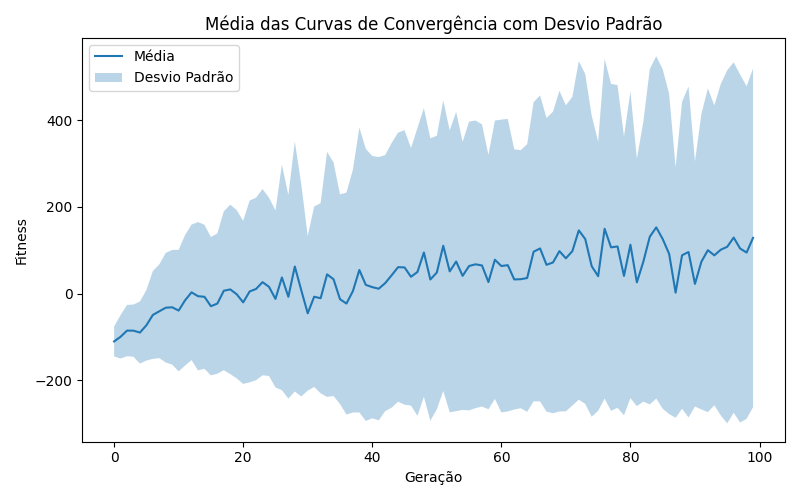 Média das Curvas de Convergência com Desvio Padrão
Média
Desvio Padrão
Fitness
400
200
0
−200
0 20 40 60 80 100
Geração